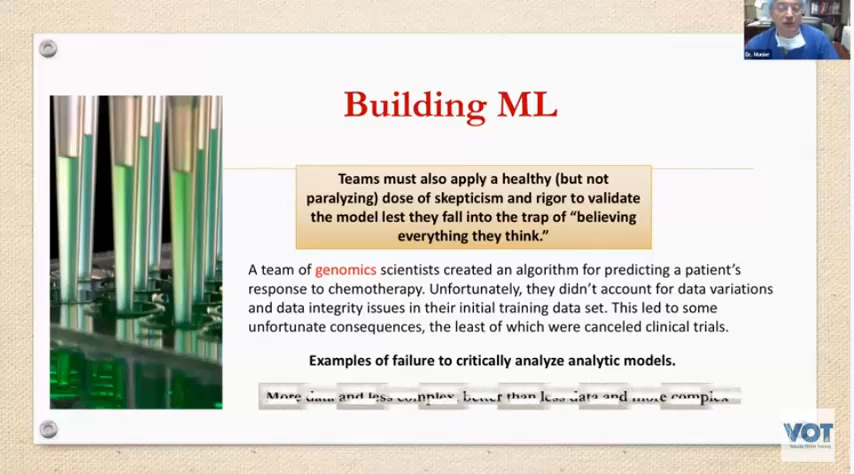 Dr. Munier
Building ML
Teams must also apply a healthy (but not
paralyzing) dose of skepticism and rigor to validate
the model lest they fall into the trap of “believing
everything they think.”
A team of genomics scientists created an algorithm for predicting a patient’s
response to chemotherapy. Unfortunately, they didn’t account for data variations
and data integrity issues in their initial training data set. This led to some
unfortunate consequences, the least of which were canceled clinical trials.
Examples of failure to critically analyze analytic models.
More data and less complex, better than less data and more complex
VOT